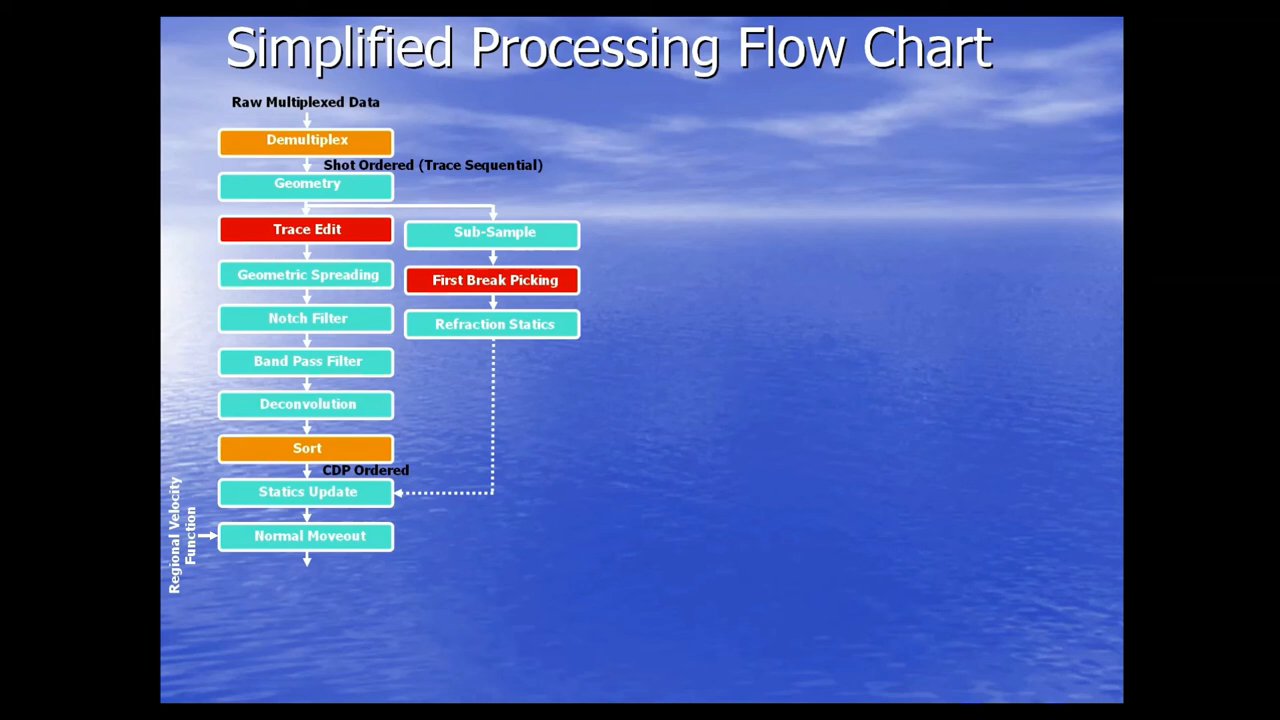 Simplified Processing Flow Chart
Raw Multiplexed Data
Demultiplex
Shot Ordered (Trace Sequential)
Geometry
Trace Edit
Sub-Sample
Geometric Spreading
First Break Picking
Notch Filter
Refraction Statics
Band Pass Filter
Deconvolution
Sort
CDP Ordered
Statics Update
Regional Velocity
Function
Normal Moveout